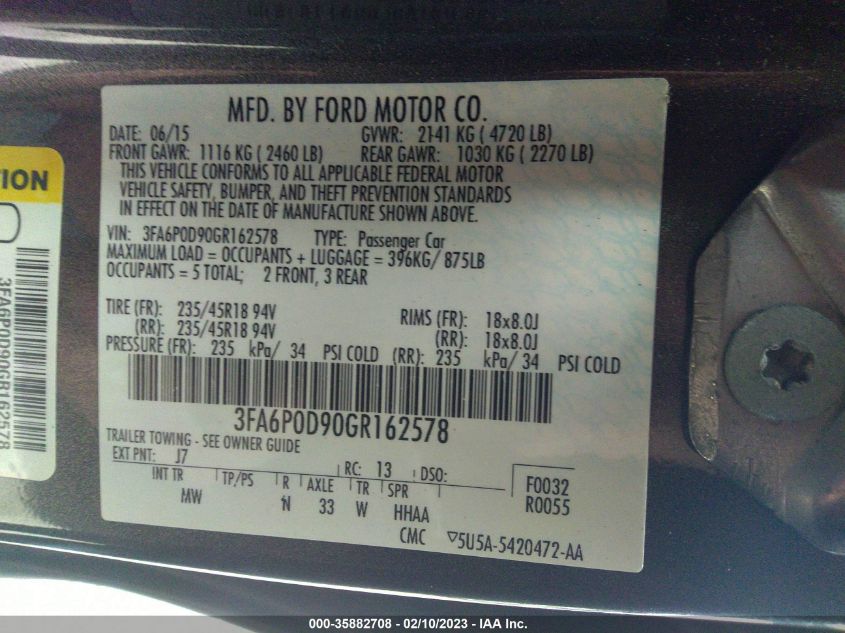 MFD. BY FORD MOTOR CO.
DATE: 06/15 GVWR: 2141 KG ( 4720 LB)
FRONT GAWR: 1116 KG ( 2460 LB) REAR GAWR: 1030 KG ( 2270 LB)
THIS VEHICLE CONFORMS TO ALL APPLICABLE FEDERAL MOTOR
VEHICLE SAFETY, BUMPER, AND THEFT PREVENTION STANDARDS
IN EFFECT ON THE DATE OF MANUFACTURE SHOWN ABOVE.
VIN: 3FA6P0D90GR162578 TYPE: Passenger Car
MAXIMUM LOAD = OCCUPANTS + LUGGAGE = 396KG/ 875LB
OCCUPANTS = 5 TOTAL; 2 FRONT, 3 REAR
TIRE (FR): 235/45R18 94V RIMS (FR): 18x8.0J
(RR): 235/45R18 94V (RR): 18x8.0J
PRESSURE (FR): 235 kPa/ 34 PSI COLD (RR): 235 kPa/ 34 PSI COLD
3FA6P0D90GR162578
TRAILER TOWING - SEE OWNER GUIDE
EXT PNT: J7 RC: 13 DSO: F0032
INT TR TP/PS R AXLE TR SPR R0055
MW N 33 W HHAA
CMC ▽5U5A-5420472-AA
TION
3FA6P0D90GR162578
000-35882708 - 02/10/2023 - IAA Inc.